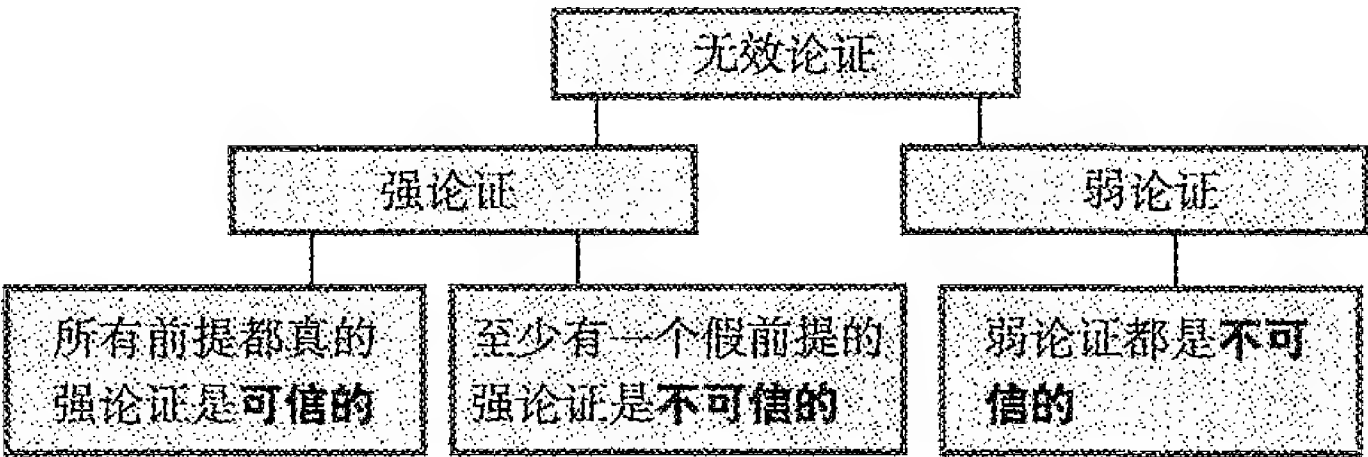 无效论证
强论证
弱论证
所有前提都真的
强论证是可信的
至少有一个假前提的
强论证是不可信的
弱论证都是不可
信的